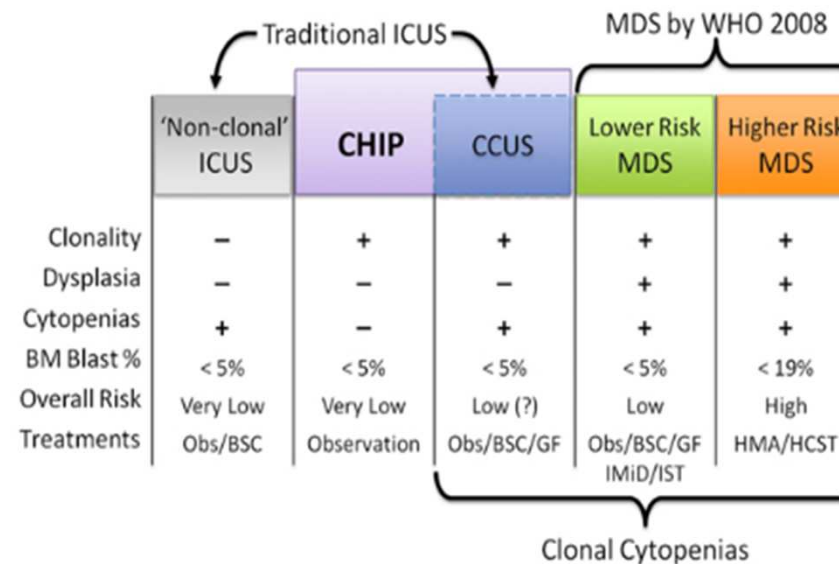 Traditional ICUS
MDS by WHO 2008
'Non-clonal' ICUS
CHIP
CCUS
Lower Risk MDS
Higher Risk MDS
Clonality – + + + +
Dysplasia – – – + +
Cytopenias + – + + +
BM Blast % < 5% < 5% < 5% < 5% < 19%
Overall Risk Very Low Very Low Low (?) Low High
Treatments Obs/BSC Observation Obs/BSC/GF Obs/BSC/GF HMA/HCST
IMiD/IST
Clonal Cytopenias